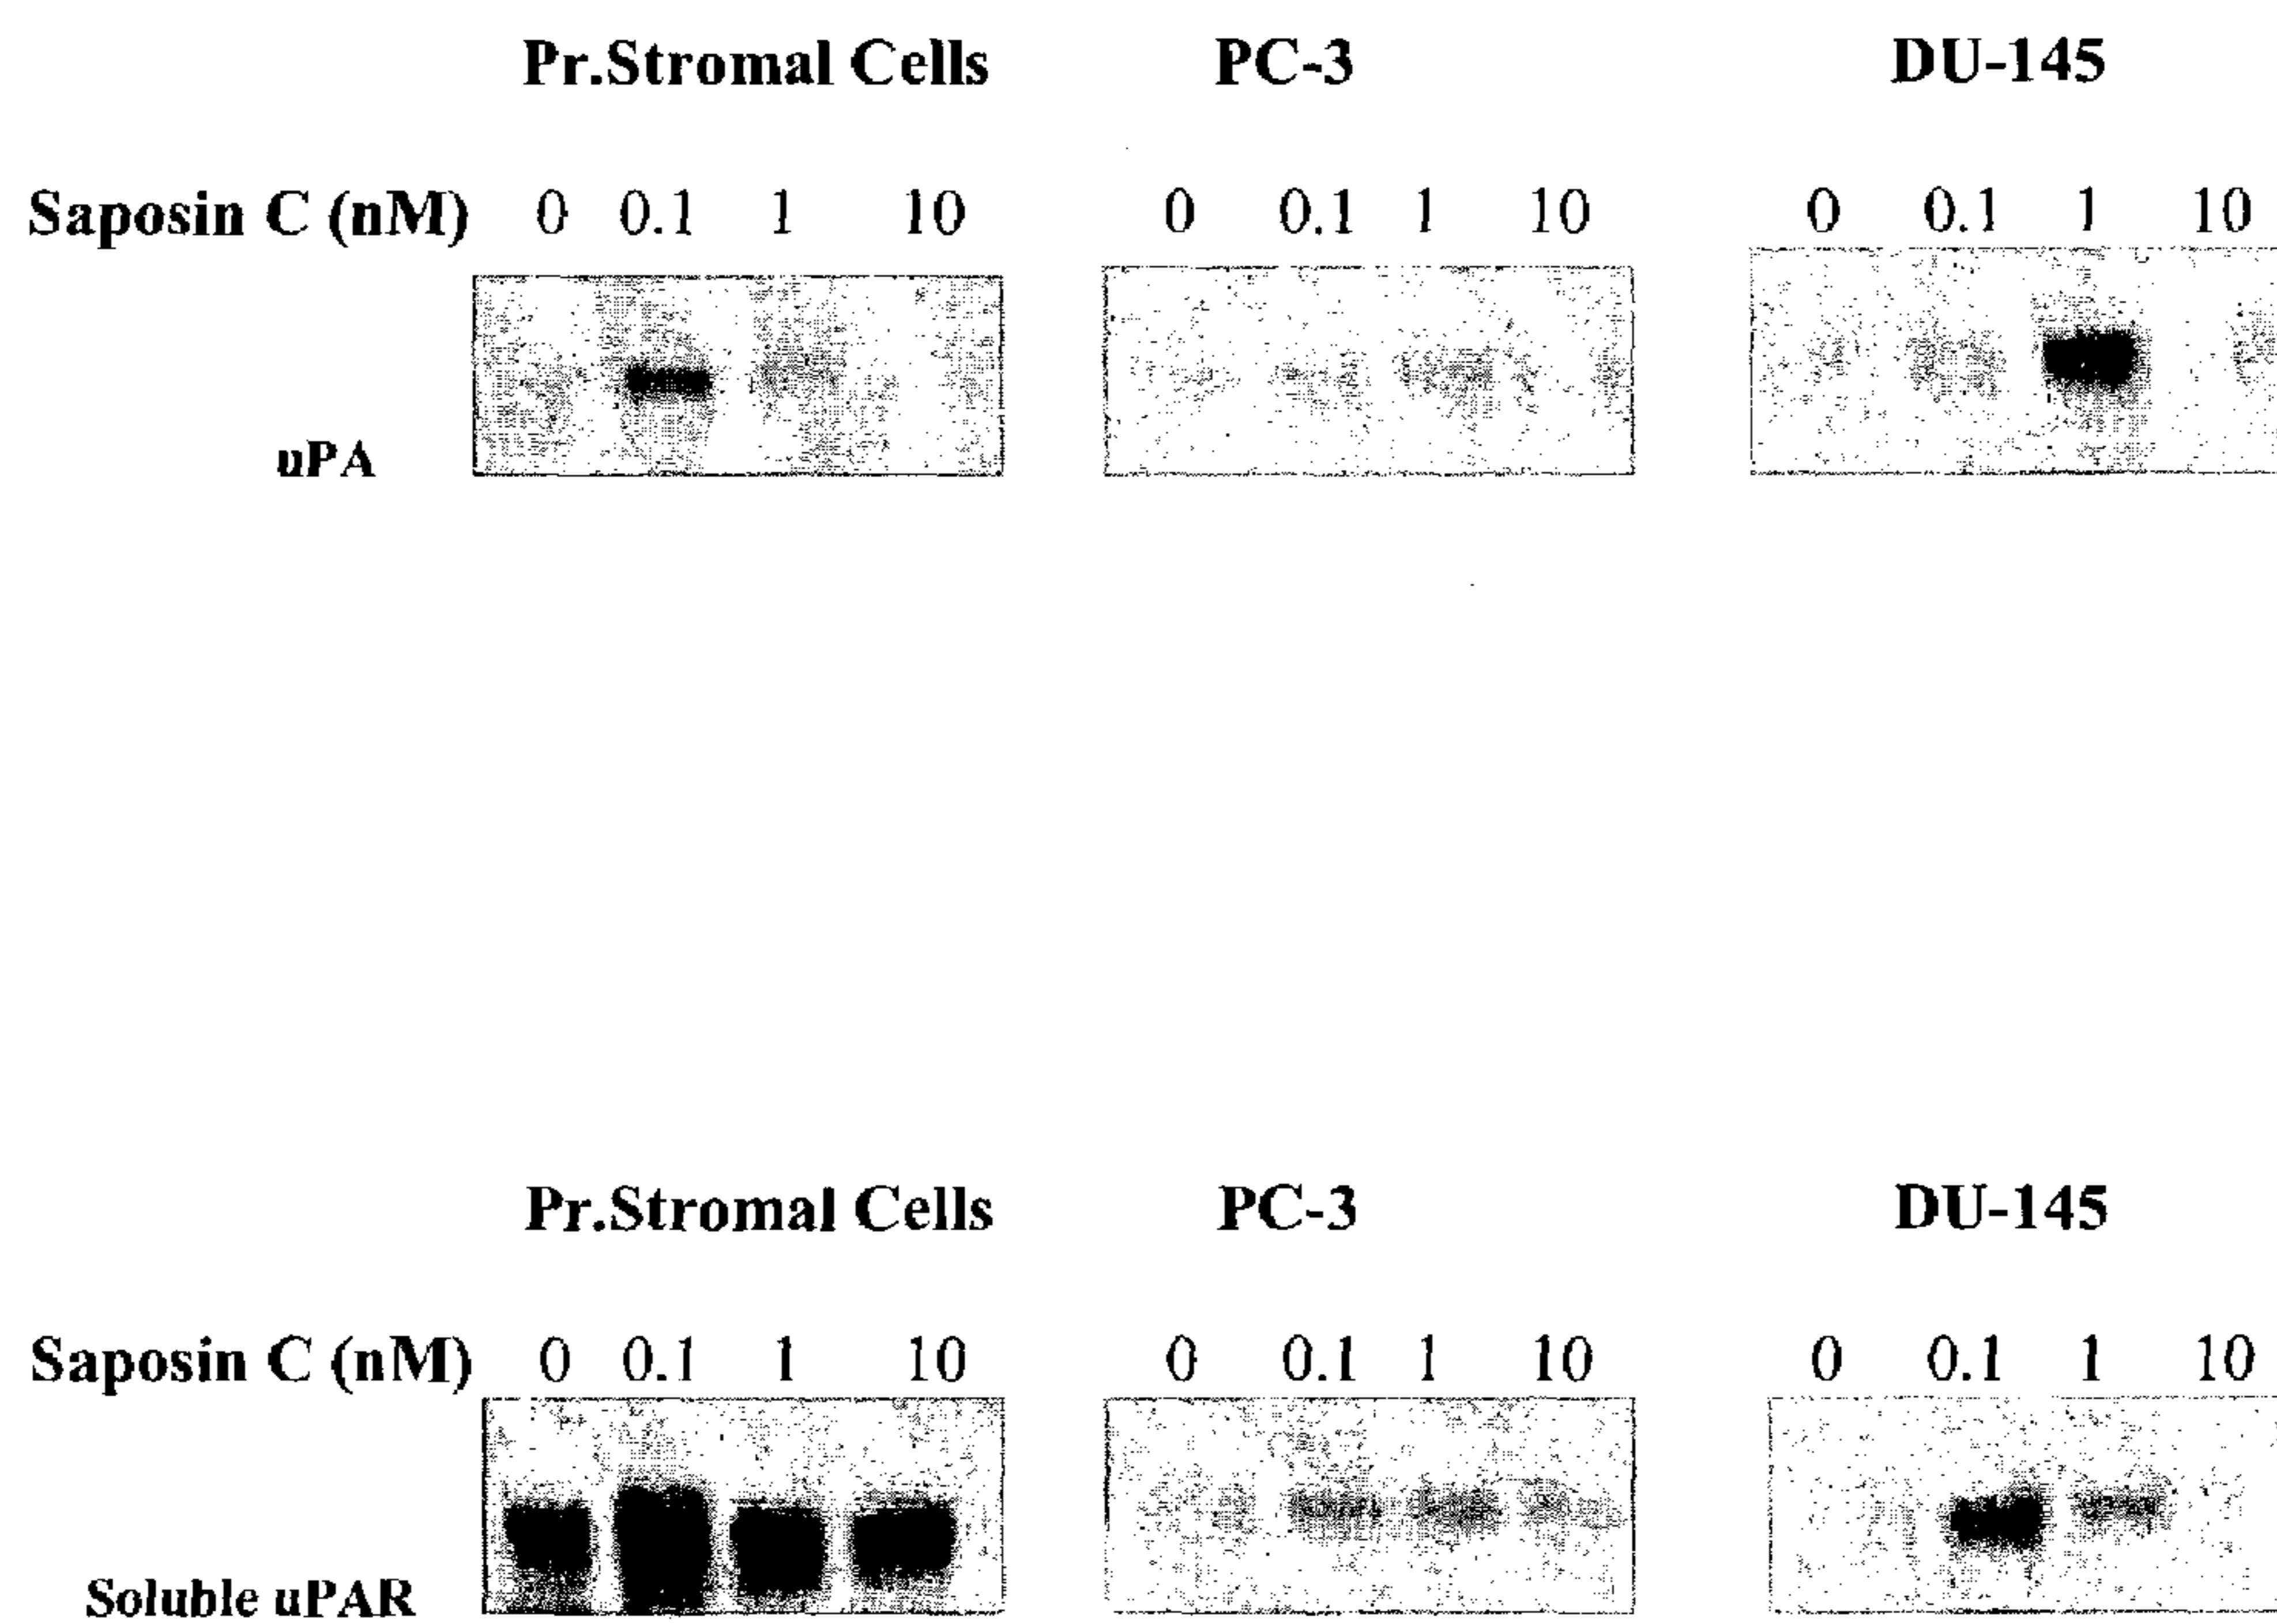 Pr.Stromal Cells PC-3 DU-145
Saposin C (nM) 0 0.1 1 10 0 0.1 1 10 0 0.1 1 10
uPA
Pr.Stromal Cells PC-3 DU-145
Saposin C (nM) 0 0.1 1 10 0 0.1 1 10 0 0.1 1 10
Soluble uPAR